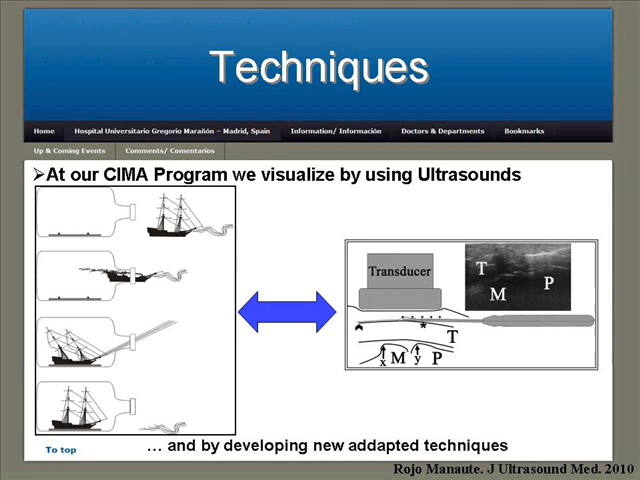 Techniques
Home Hospital Universitario Gregorio Marañón – Madrid, Spain Information/ Información Doctors & Departments Bookmarks
Up & Coming Events Comments/ Comentarios
➢At our CIMA Program we visualize by using Ultrasounds
Transducer
T
M
P
*
T
x M y P
To top
… and by developing new addapted techniques
Rojo Manaute. J Ultrasound Med. 2010